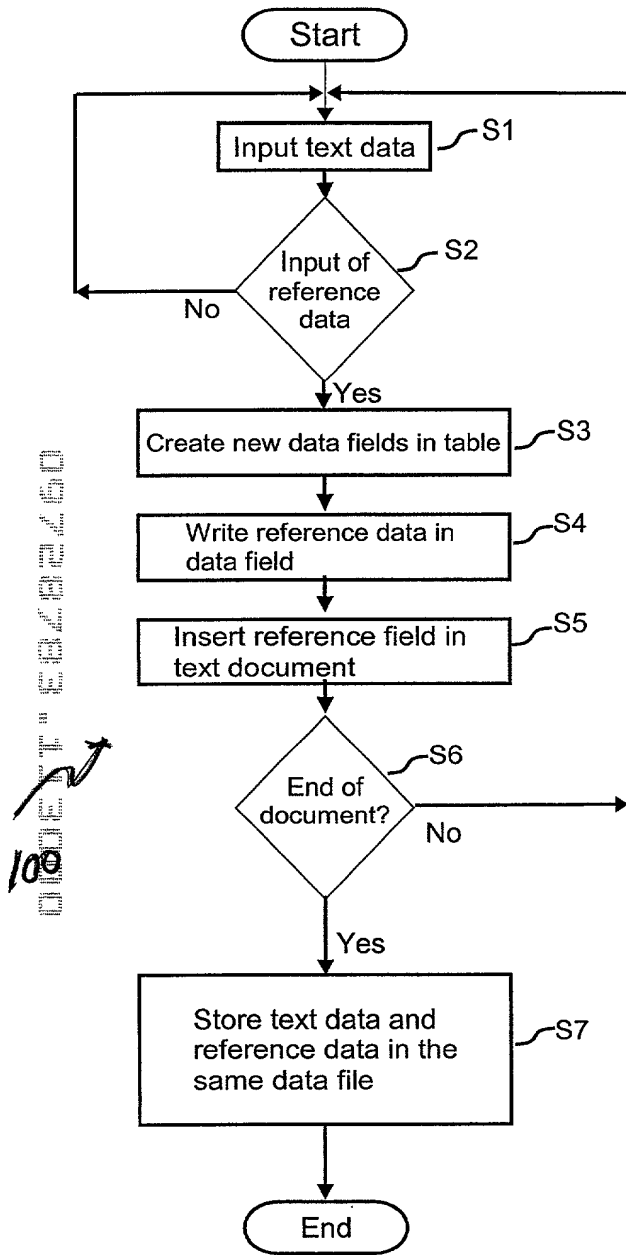 Start
Input text data
S1
Input of
reference
data
S2
No
Yes
Create new data fields in table
S3
Write reference data in
data field
S4
Insert reference field in
text document
S5
End of
document?
S6
No
Yes
Store text data and
reference data in the
same data file
S7
End
100